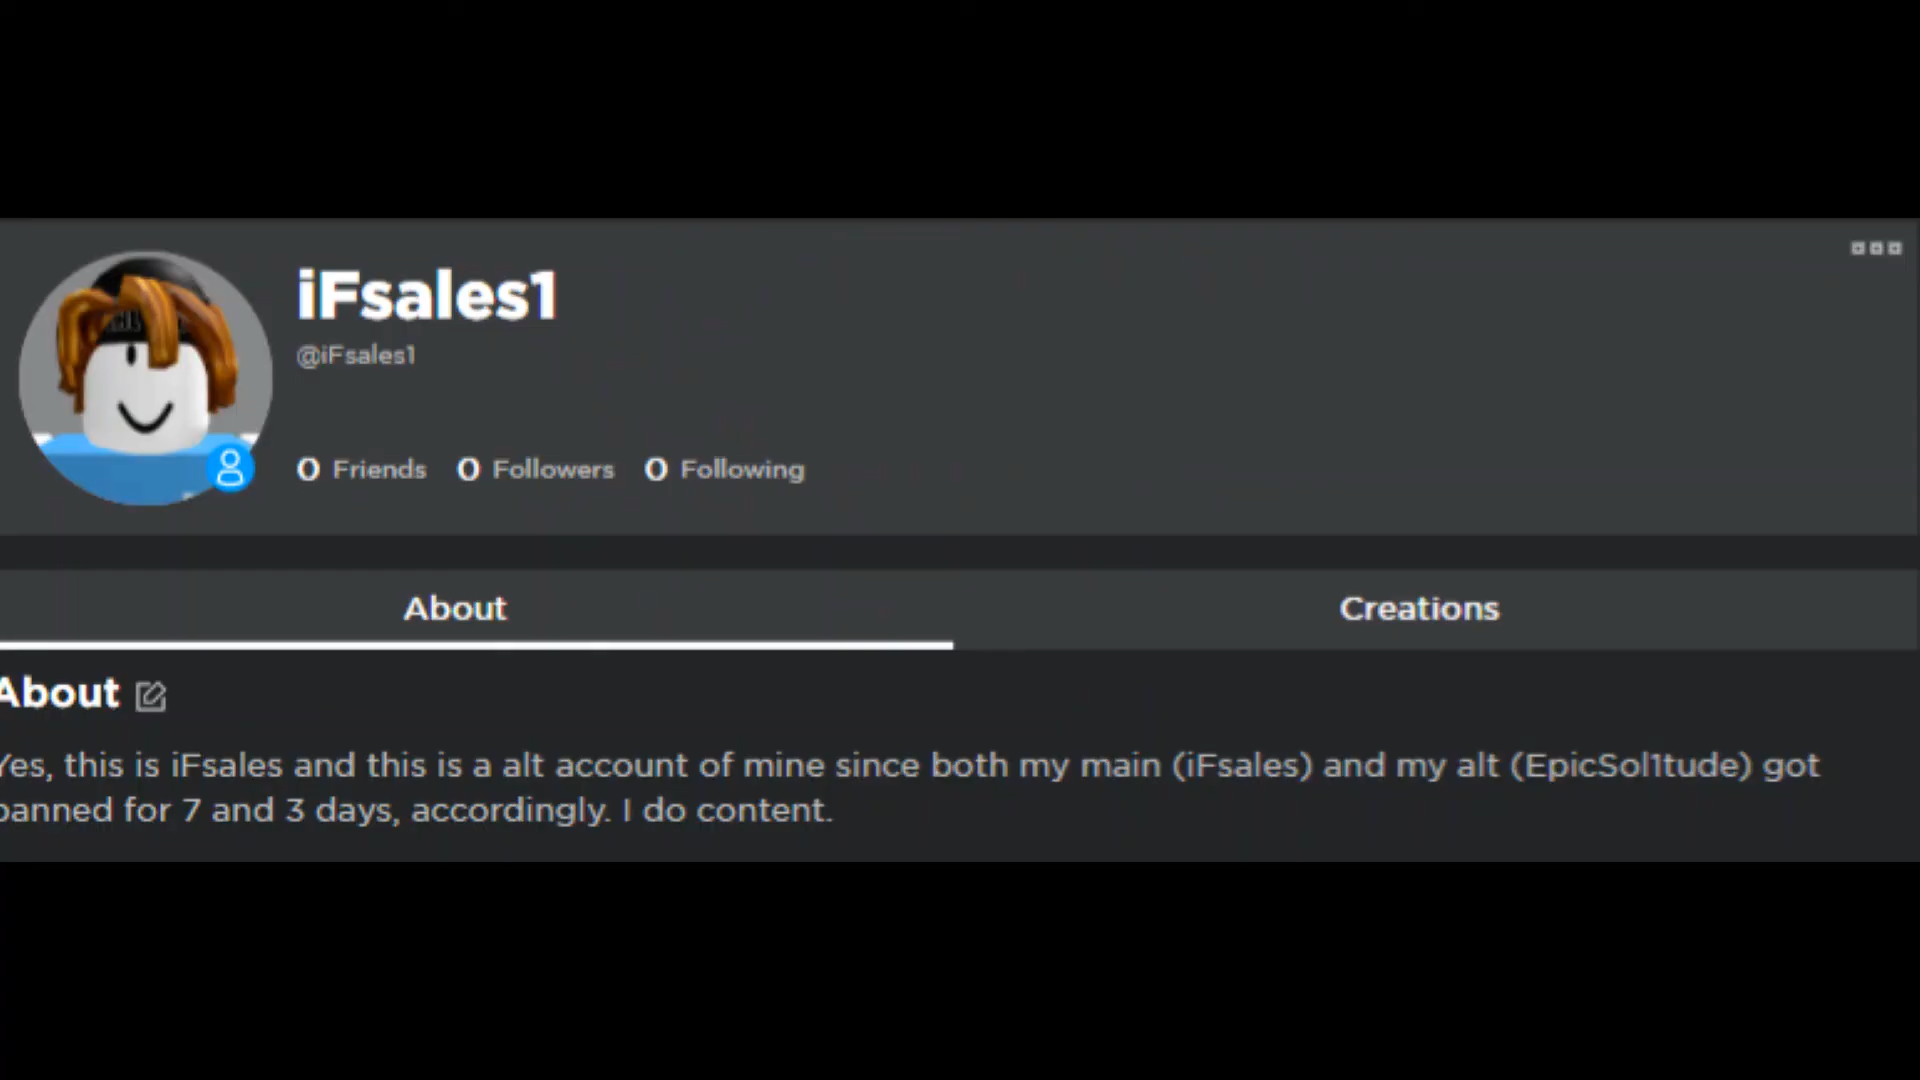 iFsales1
@iFsales1
0 Friends 0 Followers 0 Following
About Creations
About
Yes, this is iFsales and this is a alt account of mine since both my main (iFsales) and my alt (EpicSol1tude) got
banned for 7 and 3 days, accordingly. I do content.